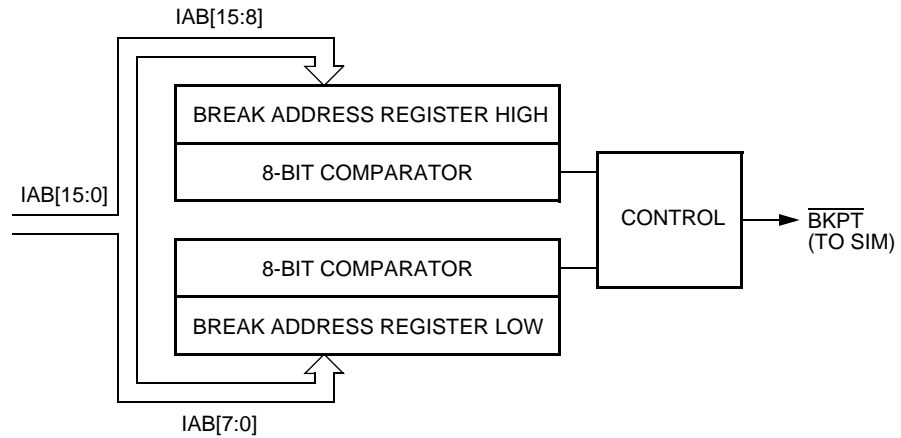 IAB[15:8]
BREAK ADDRESS REGISTER HIGH
8-BIT COMPARATOR
IAB[15:0]
CONTROL
BKPT
(TO SIM)
8-BIT COMPARATOR
BREAK ADDRESS REGISTER LOW
IAB[7:0]